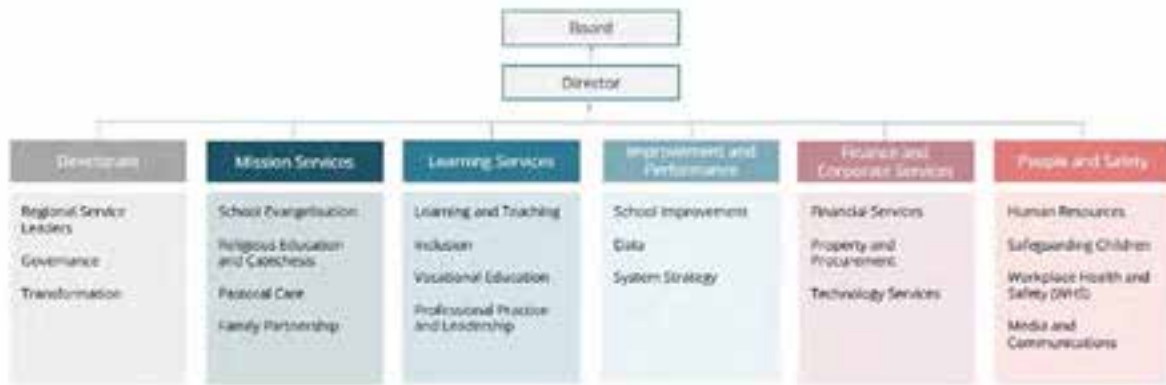 Board
Director
Directorate
Regional Service
Leaders
Governance
Transformation
Mission Services
School Evangelisation
Religious Education
and Catechesis
Pastoral Care
Family Partnership
Learning Services
Learning and Teaching
Inclusion
Vocational Education
Professional Practice
and Leadership
Improvement and
Performance
School Improvement
Data
System Strategy
Finance and
Corporate Services
Financial Services
Property and
Procurement
Technology Services
People and Safety
Human Resources
Safeguarding Children
Workplace Health and
Safety (WHS)
Media and
Communications